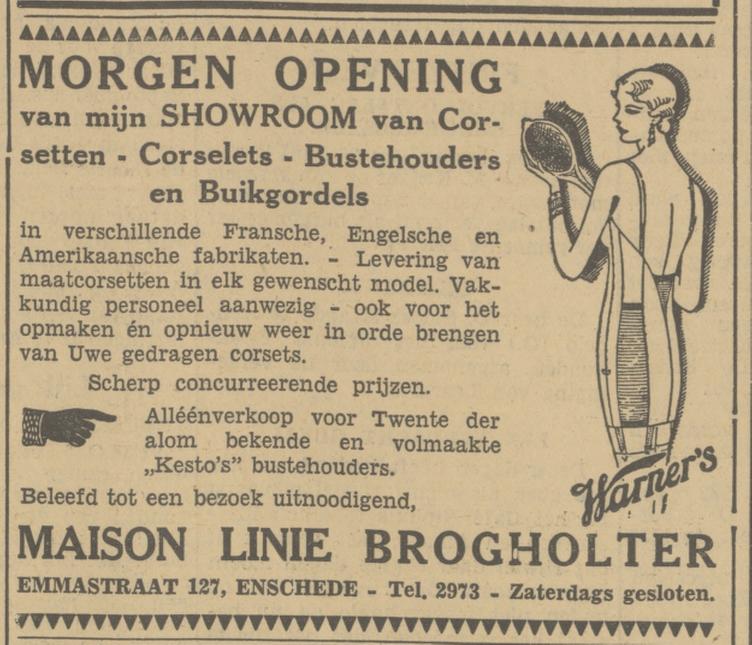 MORGEN OPENING
van mijn SHOWROOM van Cor-
setten - Corselets - Bustehouders
en Buikgordels
in verschillende Fransche, Engelsche en
Amerikaansche fabrikaten. - Levering van
maatcorsetten in elk gewenscht model. Vak-
kundig personeel aanwezig - ook voor het
opmaken én opnieuw weer in orde brengen
van Uwe gedragen corsets.
Scherp concurreerende prijzen.
Alléénverkoop voor Twente der
alom bekende en volmaakte
„Kesto's” bustehouders.
Beleefd tot een bezoek uitnoodigend,
Warner's
MAISON LINIE BROGHOLTER
EMMASTRAAT 127, ENSCHEDE - Tel. 2973 - Zaterdags gesloten.